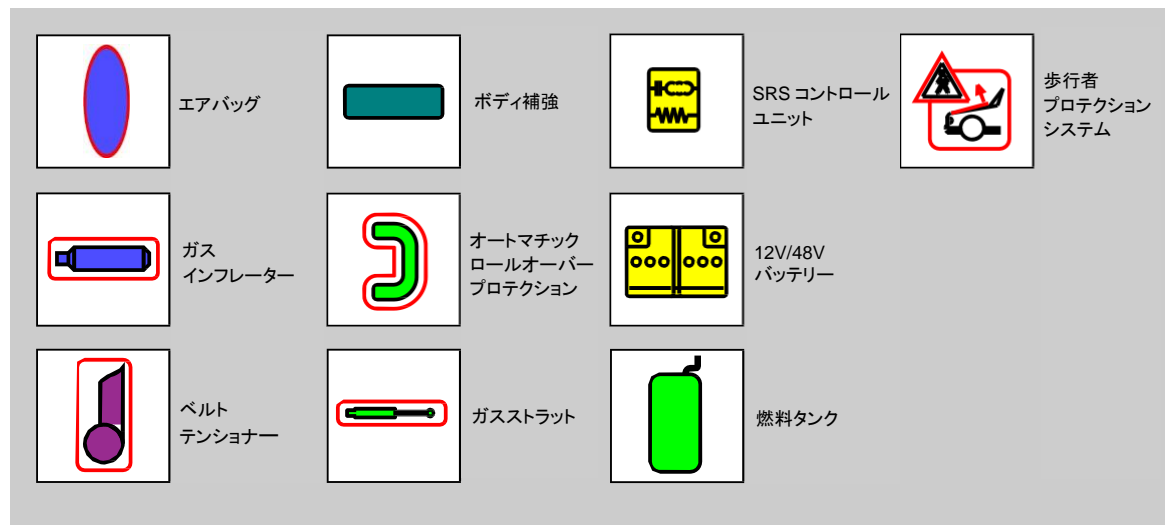 エアバッグ
ボディ補強
SRS コントロール
ユニット
歩行者
プロテクション
システム
ガス
インフレーター
オートマチック
ロールオーバー
プロテクション
12V/48V
バッテリー
ベルト
テンショナー
ガスストラット
燃料タンク